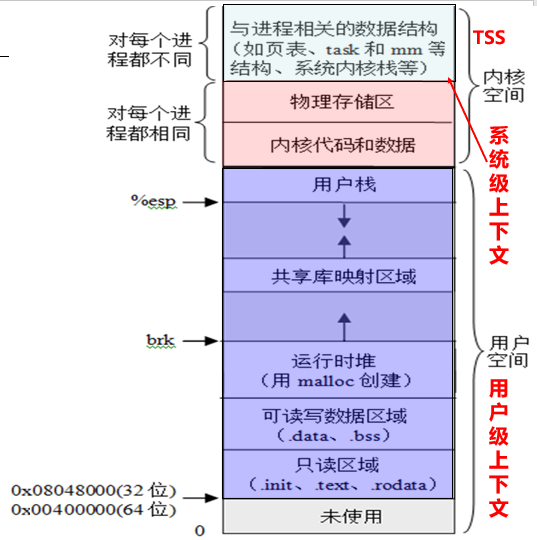 对每个进
程都不同
与进程相关的数据结构
（如页表、task 和 mm 等
结构、系统内核栈等）
TSS
内核
空间
对每个进
程都相同
物理存储区
内核代码和数据
系统级上下文
用户栈
%esp
共享库映射区域
brk
运行时堆
（用 malloc 创建）
用户
空间
用户级上下文
可读写数据区域
（.data、.bss）
只读区域
（.init、.text、.rodata）
0x08048000(32 位)
0x00400000(64 位)
未使用
0